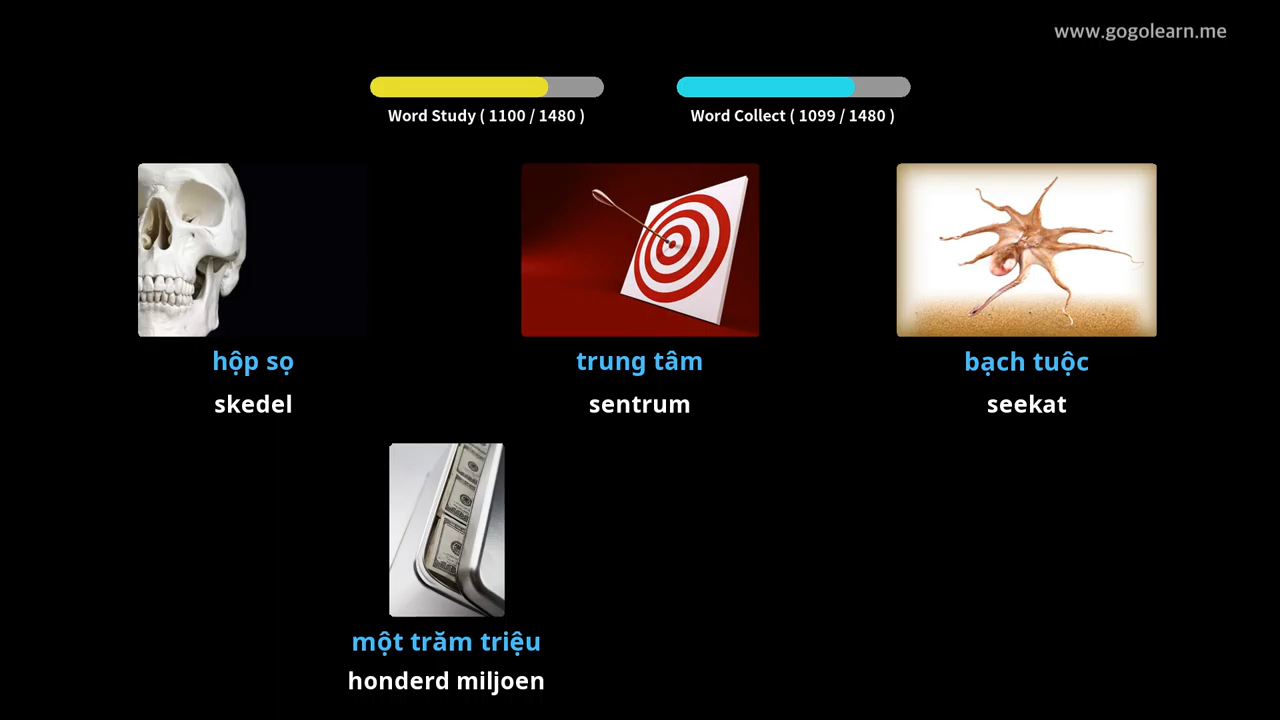 www.gogolearn.me
Word Study ( 1100 / 1480 )
Word Collect ( 1099 / 1480 )
hộp sọ
skedel
trung tâm
sentrum
bạch tuộc
seekat
một trăm triệu
honderd miljoen